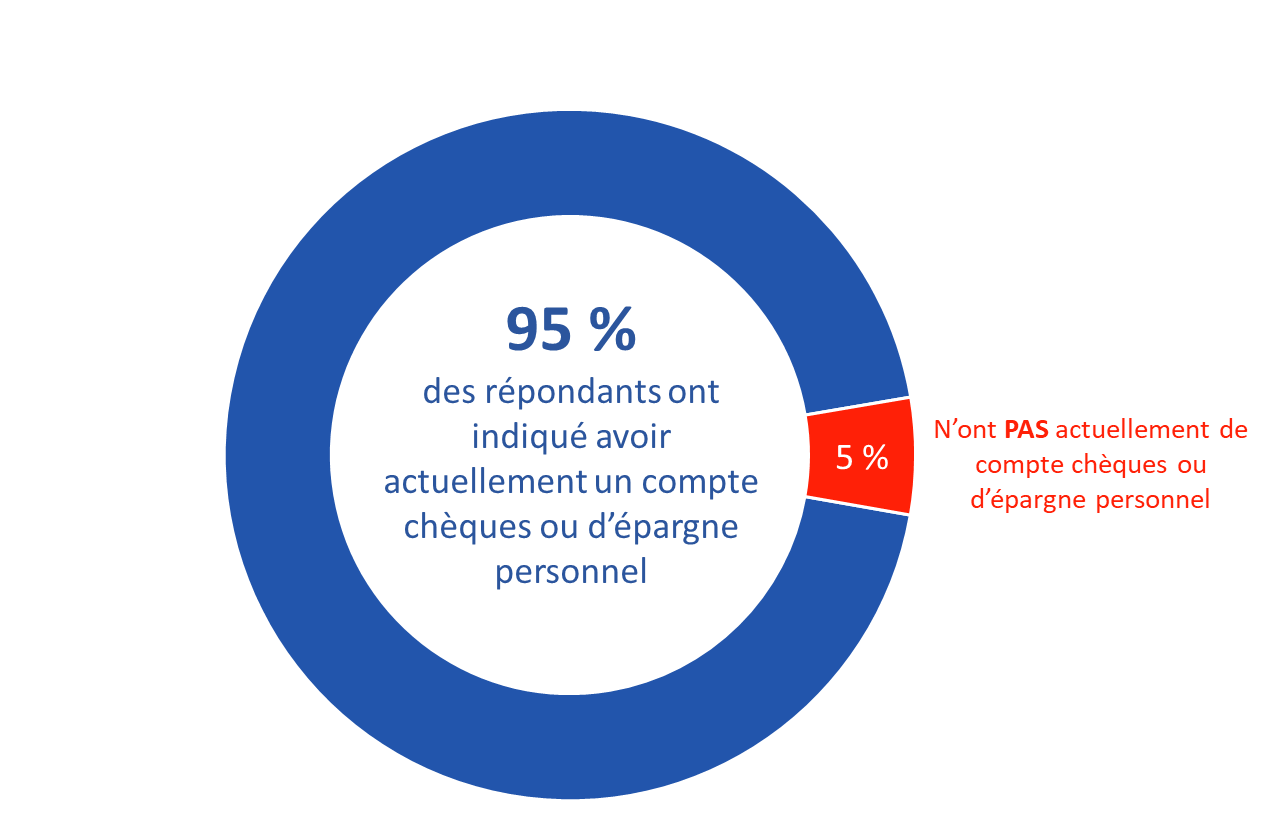 95 %
des répondants ont
indiqué avoir
actuellement un compte
chèques ou d’épargne
personnel
5 %
N’ont PAS actuellement de
compte chèques ou
d’épargne personnel